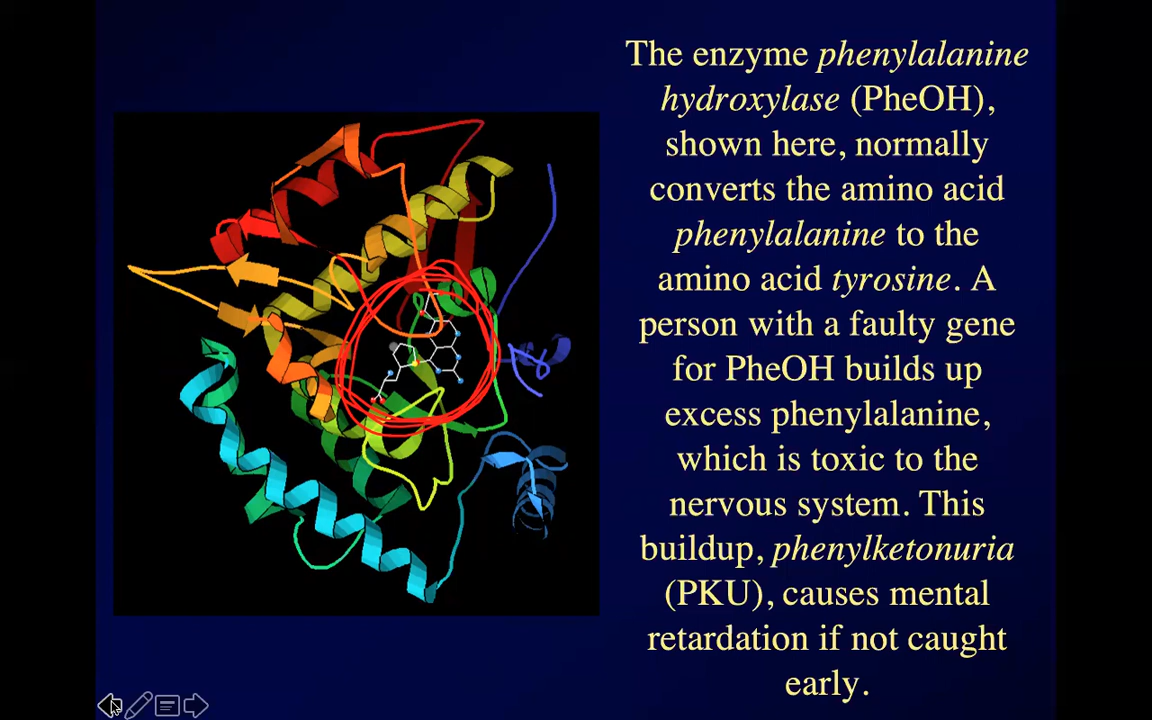 The enzyme phenylalanine
hydroxylase (PheOH),
shown here, normally
converts the amino acid
phenylalanine to the
amino acid tyrosine. A
person with a faulty gene
for PheOH builds up
excess phenylalanine,
which is toxic to the
nervous system. This
buildup, phenylketonuria
(PKU), causes mental
retardation if not caught
early.